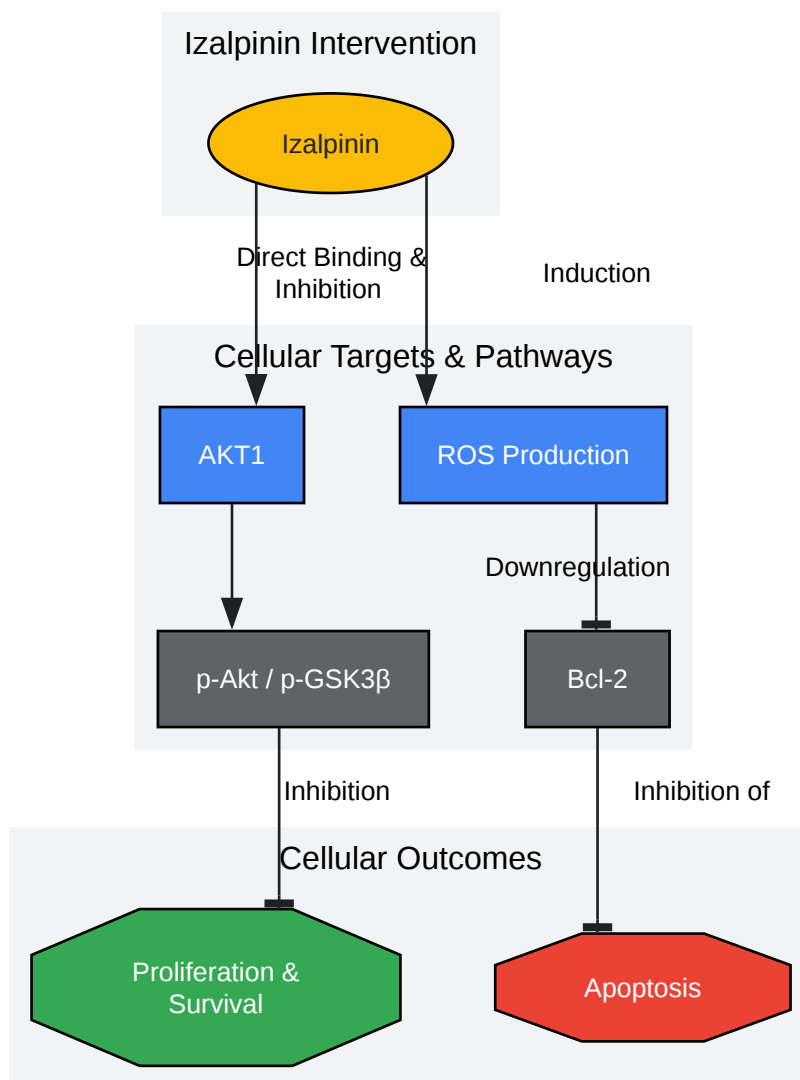 Izalpinin Intervention
Izalpinin
Direct Binding &
Inhibition
Induction
Cellular Targets & Pathways
AKT1
ROS Production
Downregulation
p-Akt / p-GSK3β
Bcl-2
Inhibition
Inhibition of
Cellular Outcomes
Proliferation &
Survival
Apoptosis